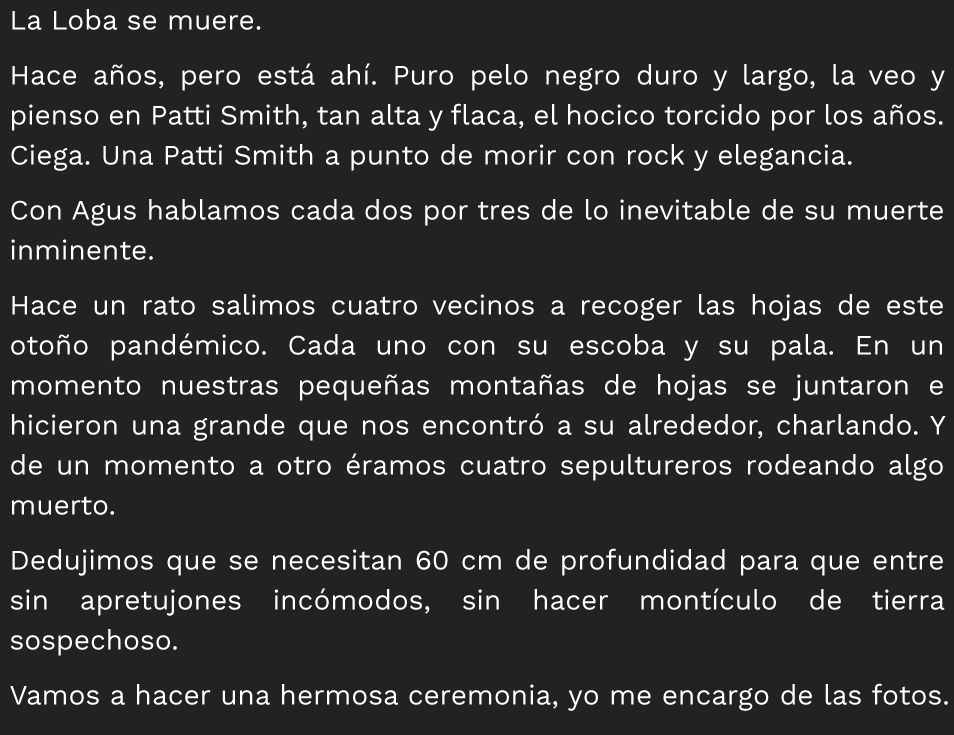 La Loba se muere.
Hace años, pero está ahí. Puro pelo negro duro y largo, la veo y
pienso en Patti Smith, tan alta y flaca, el hocico torcido por los años.
Ciega. Una Patti Smith a punto de morir con rock y elegancia.
Con Agus hablamos cada dos por tres de lo inevitable de su muerte
inminente.
Hace un rato salimos cuatro vecinos a recoger las hojas de este
otoño pandémico. Cada uno con su escoba y su pala. En un
momento nuestras pequeñas montañas de hojas se juntaron e
hicieron una grande que nos encontró a su alrededor, charlando. Y
de un momento a otro éramos cuatro sepultureros rodeando algo
muerto.
Dedujimos que se necesitan 60 cm de profundidad para que entre
sin apretujones incómodos, sin hacer montículo de tierra
sospechoso.
Vamos a hacer una hermosa ceremonia, yo me encargo de las fotos.